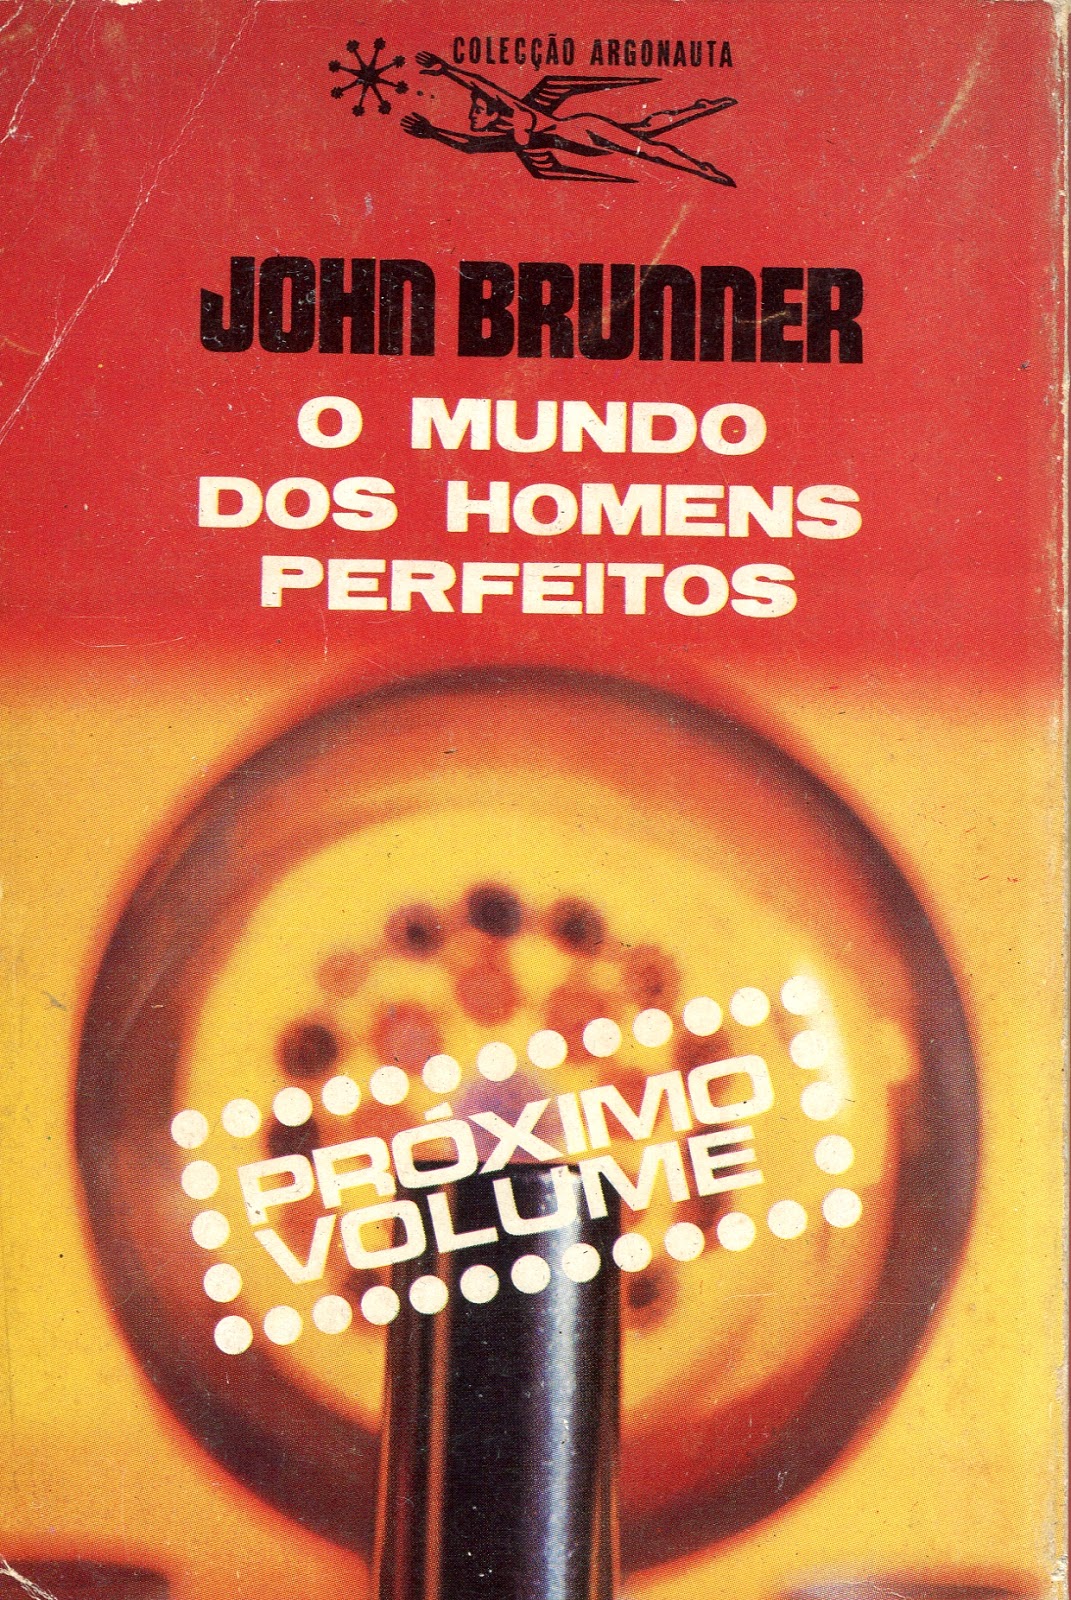 COLECÇÃO ARGONAUTA
JOHN BRUNNER
O MUNDO
DOS HOMENS
PERFEITOS
PRÓXIMO
VOLUME